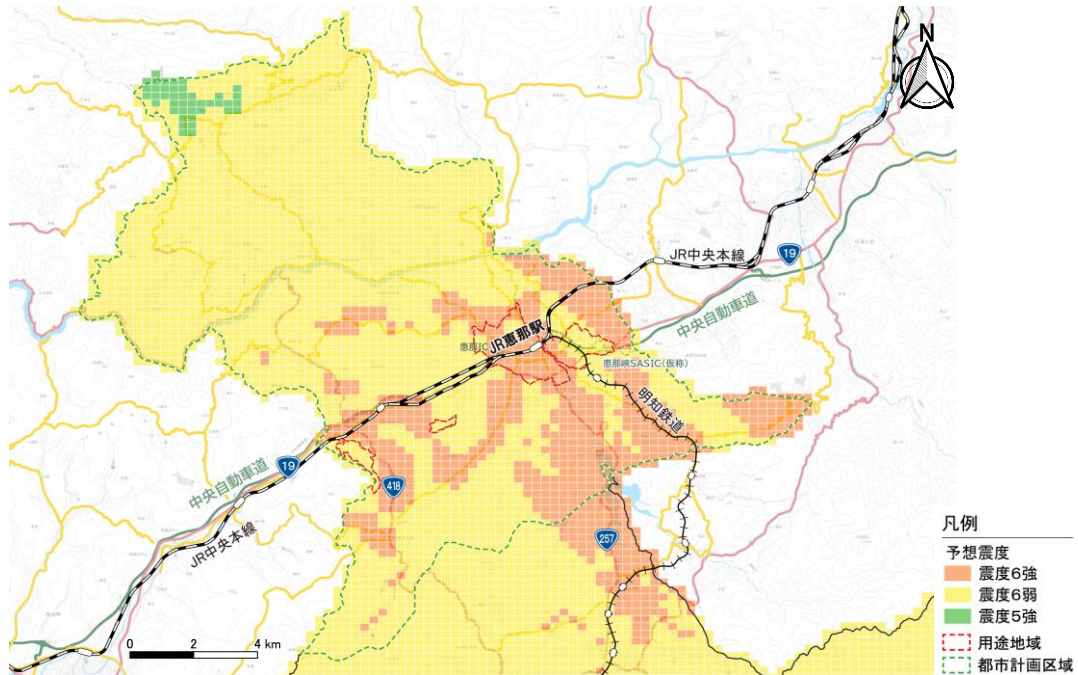 N
JR中央本線
19
中央自動車道
JR恵那駅
恵那IC
恵那峡SASIC(仮称)
明知鉄道
中央自動車道
19
418
JR中央本線
257
0 2 4 km
凡例
予想震度
震度6強
震度6弱
震度5強
用途地域
都市計画区域